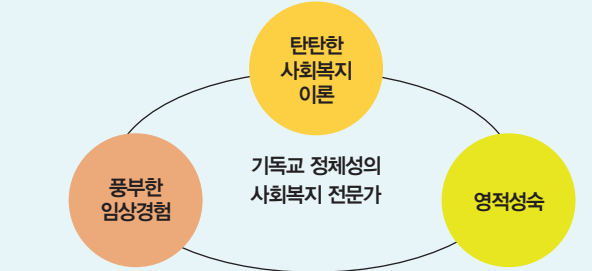 탄탄한
사회복지
이론
기독교 정체성의
사회복지 전문가
풍부한
임상경험
영적성숙